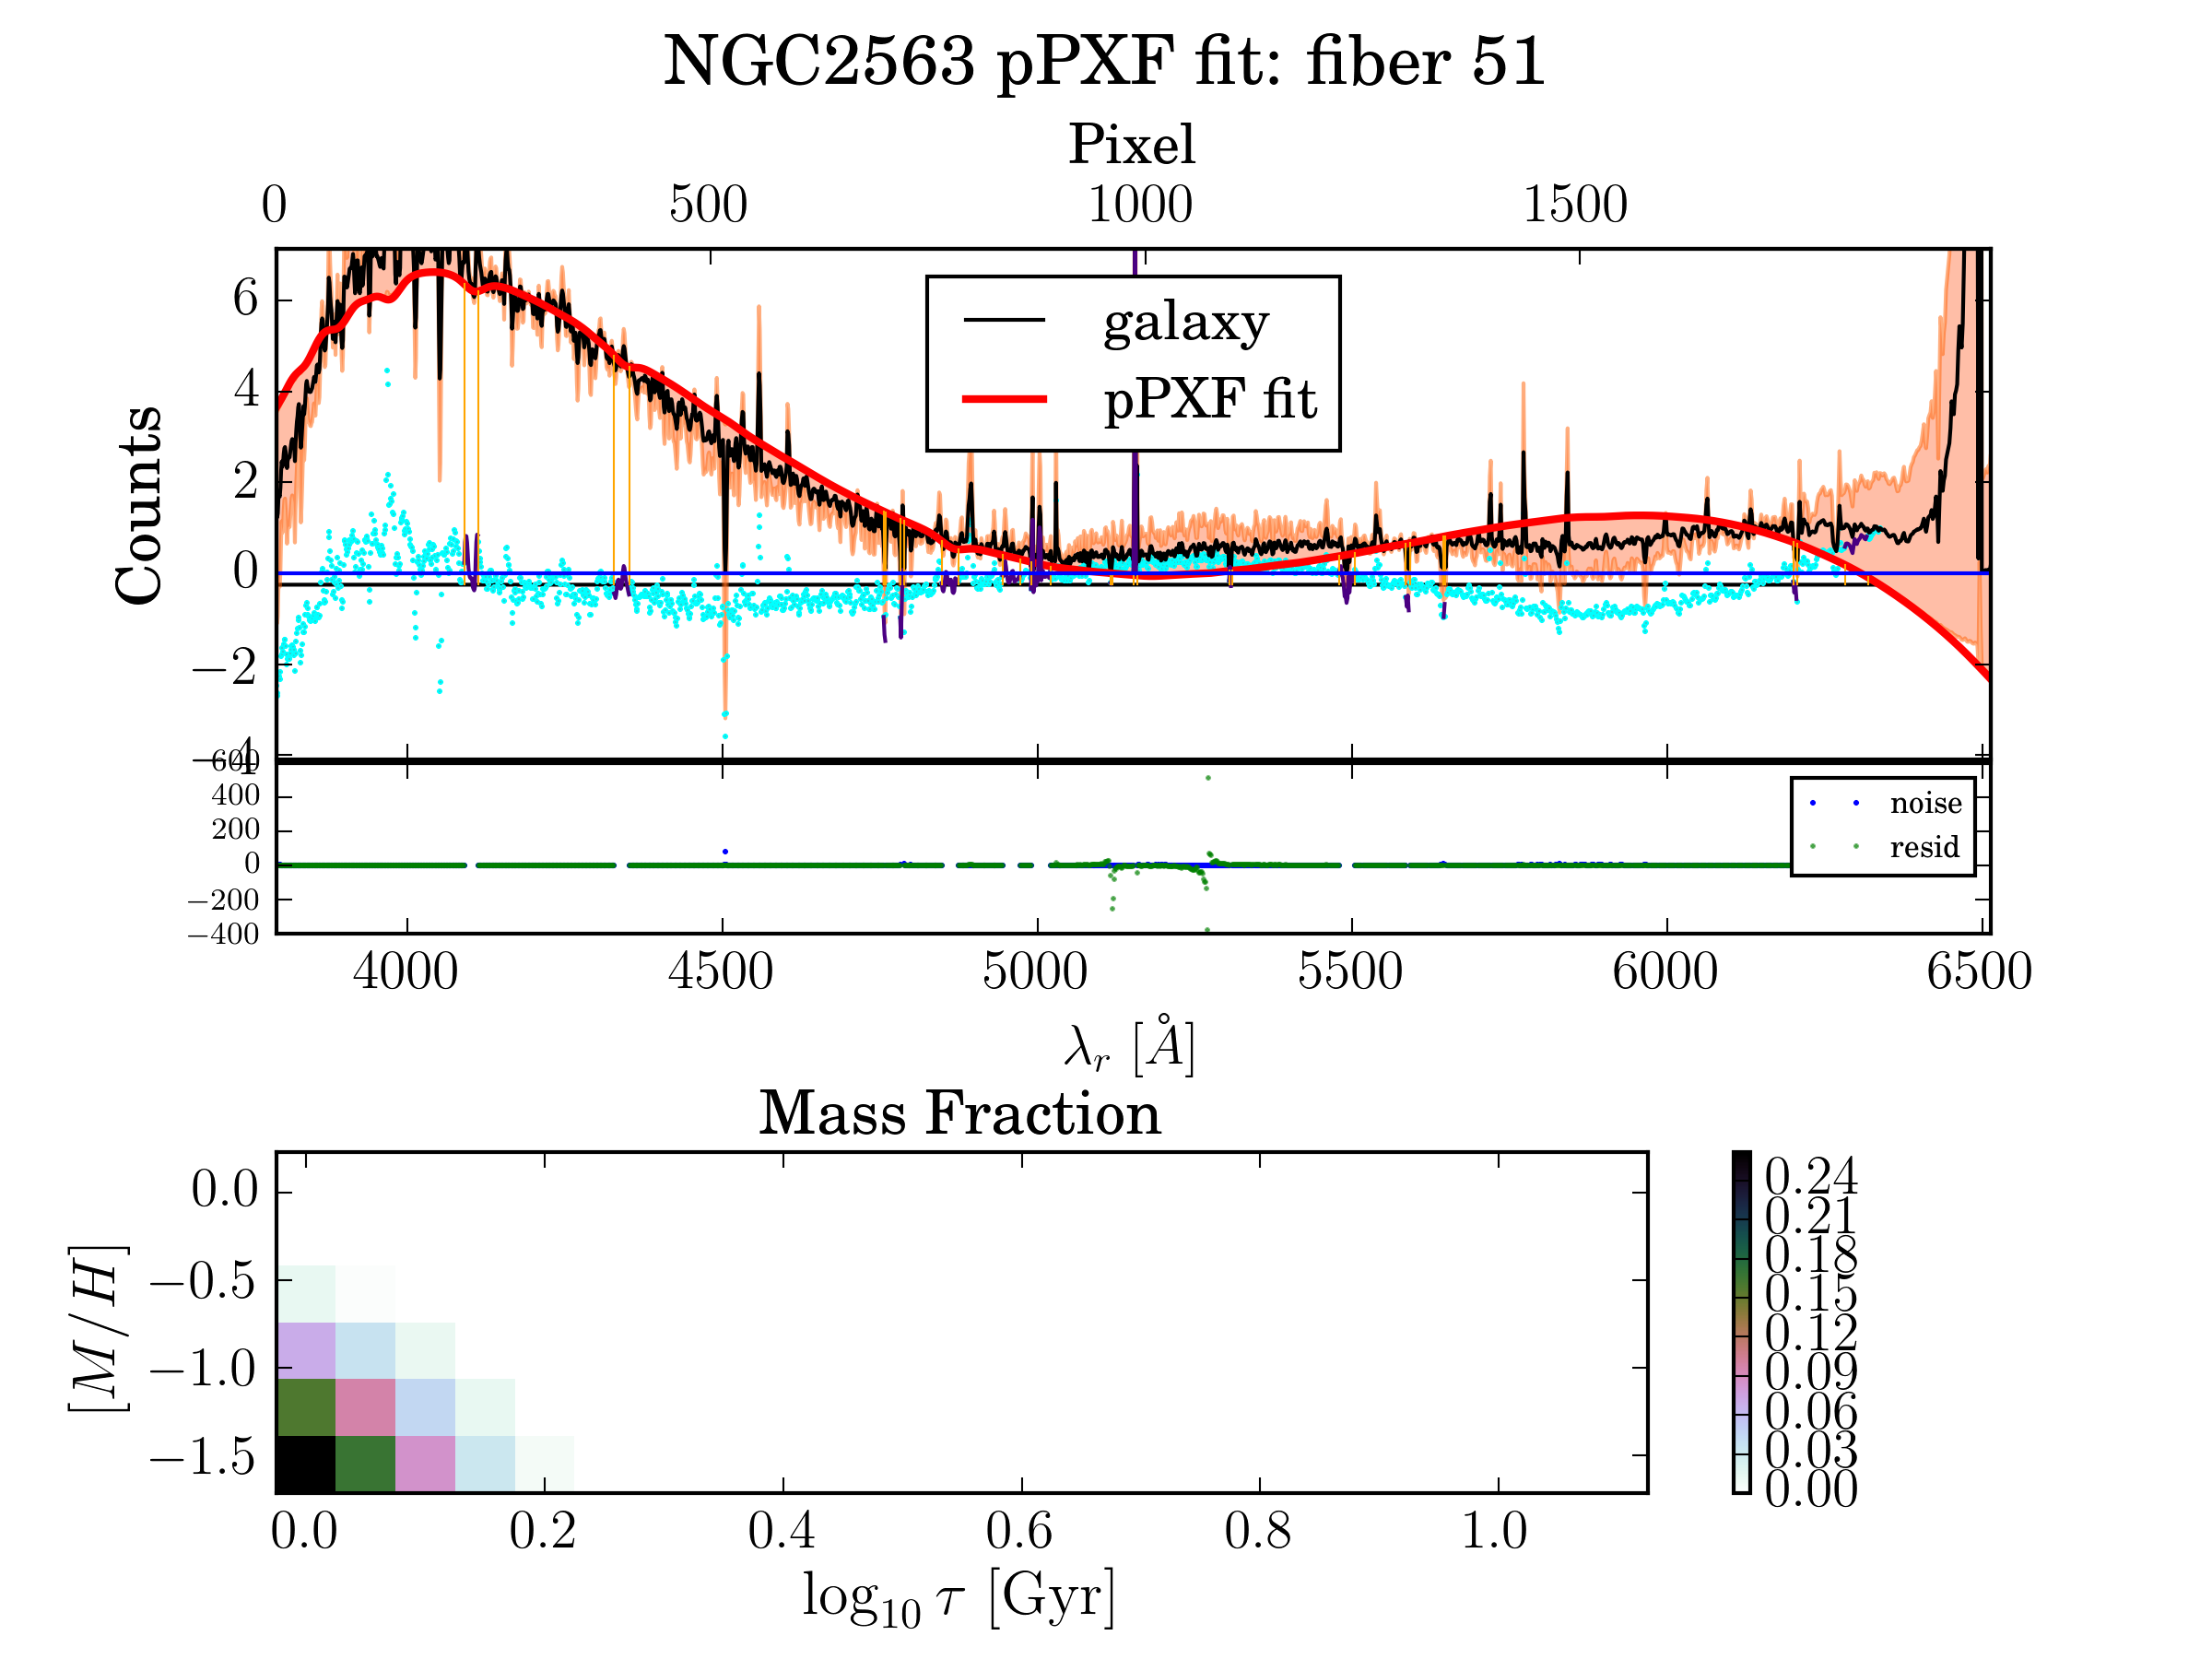 NGC2563 pPXF fit: fiber 51
Pixel
0 500 1000 1500
galaxy
pPXF fit
Counts
6
4
2
0
−2
−4
600
400
200
0
−200
−400
noise
resid
4000 4500 5000 5500 6000 6500
λr [Å]
Mass Fraction
[M/H]
0.0
−0.5
−1.0
−1.5
0.0 0.2 0.4 0.6 0.8 1.0
log10 τ [Gyr]
0.24
0.21
0.18
0.15
0.12
0.09
0.06
0.03
0.00